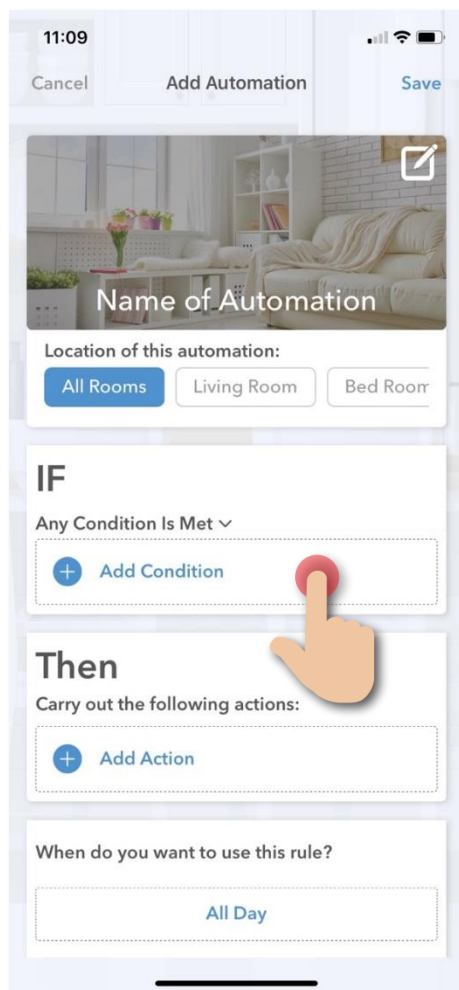 11:09
Cancel Add Automation Save
Name of Automation
Location of this automation:
All Rooms Living Room Bed Room
IF
Any Condition Is Met
Add Condition
Then
Carry out the following actions:
Add Action
When do you want to use this rule?
All Day